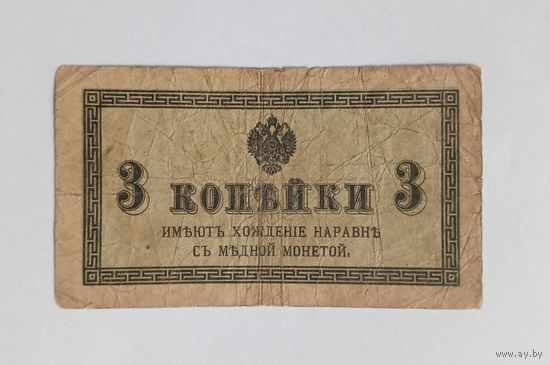 3 КОПѢЙКИ 3
ИМѢЮТЪ ХОЖДЕНІЕ НАРАВНѢ
СЪ МѢДНОЙ МОНЕТОЙ.
www.ay.by